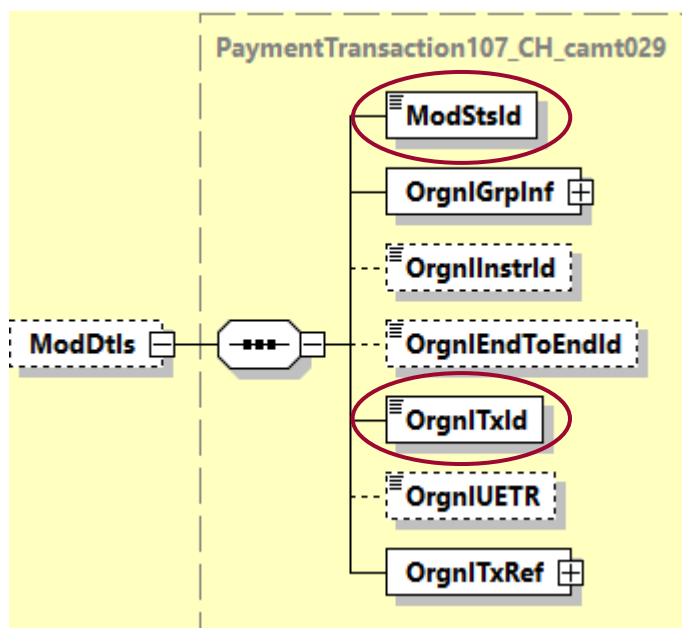 PaymentTransaction107_CH_camt029
ModStsId
OrgnlGrpInf
OrgnlInstrId
ModDtls
OrgnlEndToEndId
OrgnlTxId
OrgnlUETR
OrgnlTxRef